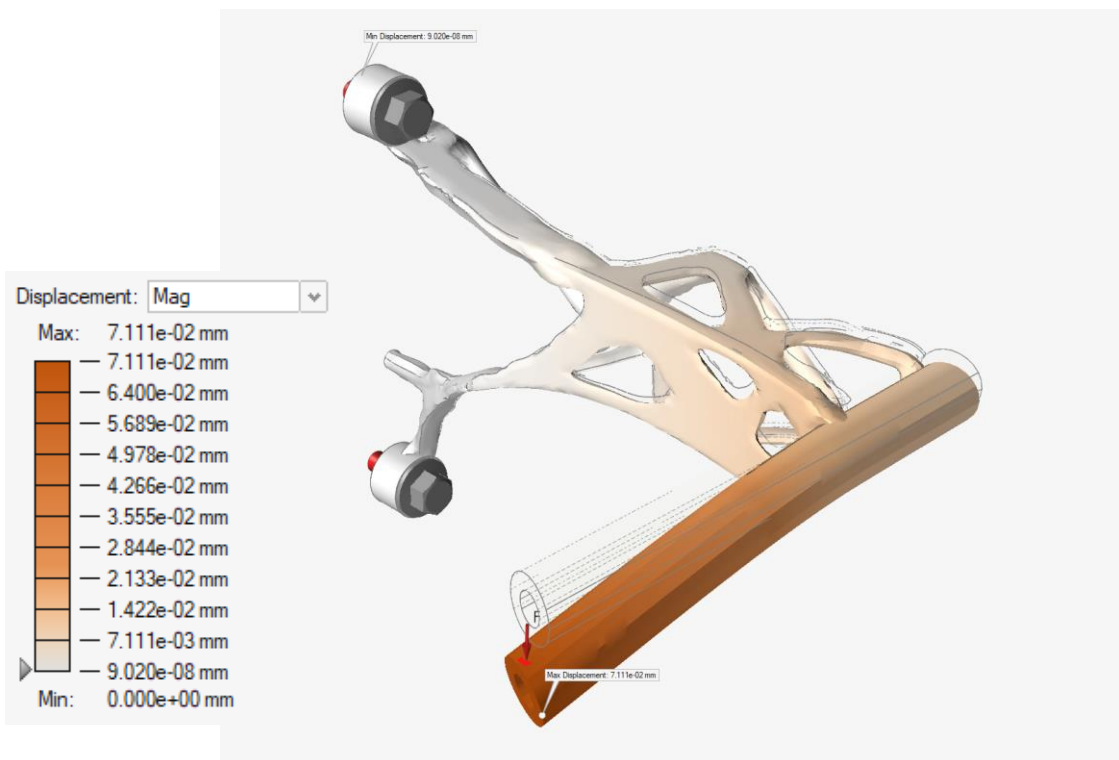 Min Displacement: 9.020e-08 mm
Displacement: Mag
Max: 7.111e-02 mm
7.111e-02 mm
6.400e-02 mm
5.689e-02 mm
4.978e-02 mm
4.266e-02 mm
3.555e-02 mm
2.844e-02 mm
2.133e-02 mm
1.422e-02 mm
7.111e-03 mm
9.020e-08 mm
Min: 0.000e+00 mm
F
Max Displacement: 7.111e-02 mm